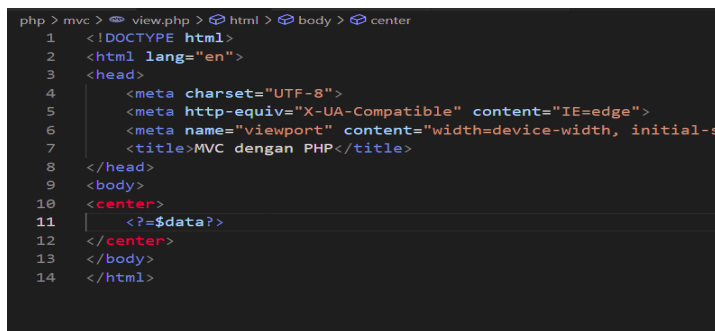 php > mvc > view.php > html > body > center
1 <!DOCTYPE html>
2 <html lang="en">
3 <head>
4 <meta charset="UTF-8">
5 <meta http-equiv="X-UA-Compatible" content="IE=edge">
6 <meta name="viewport" content="width=device-width, initial-s
7 <title>MVC dengan PHP</title>
8 </head>
9 <body>
10 <center>
11 <?=$data?>
12 </center>
13 </body>
14 </html>